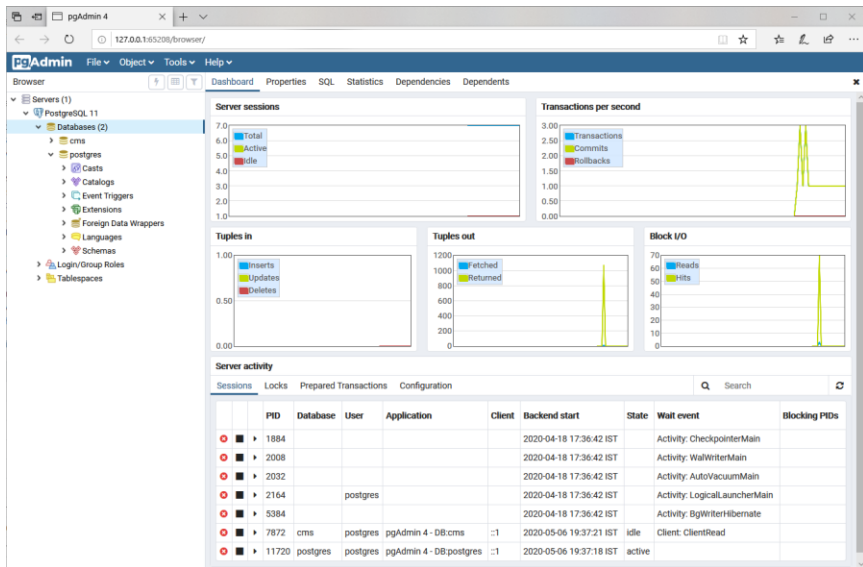 pgAdmin 4
127.0.0.1:65208/browser/
pgAdmin File Object Tools Help
Browser
Dashboard Properties SQL Statistics Dependencies Dependents
Servers (1)
PostgreSQL 11
Databases (2)
cms
postgres
Casts
Catalogs
Event Triggers
Extensions
Foreign Data Wrappers
Languages
Schemas
Login/Group Roles
Tablespaces
Server sessions
7.0
6.0
5.0
4.0
3.0
2.0
1.0
Total
Active
Idle
Transactions per second
3.00
2.50
2.00
1.50
1.00
0.50
0.00
Transactions
Commits
Rollbacks
Tuples in
1.00
0.50
0.00
Inserts
Updates
Deletes
Tuples out
1200
1000
800
600
400
200
0
Fetched
Returned
Block I/O
70
60
50
40
30
20
10
0
Reads
Hits
Server activity
Sessions Locks Prepared Transactions Configuration Search
PID Database User Application Client Backend start State Wait event Blocking PIDs
1884 2020-04-18 17:36:42 IST Activity: CheckpointerMain
2008 2020-04-18 17:36:42 IST Activity: WalWriterMain
2032 2020-04-18 17:36:42 IST Activity: AutoVacuumMain
2164 postgres 2020-04-18 17:36:42 IST Activity: LogicalLauncherMain
5384 2020-04-18 17:36:42 IST Activity: BgWriterHibernate
7872 cms postgres pgAdmin 4 - DB:cms ::1 2020-05-06 19:37:21 IST idle Client: ClientRead
11720 postgres postgres pgAdmin 4 - DB:postgres ::1 2020-05-06 19:37:18 IST active